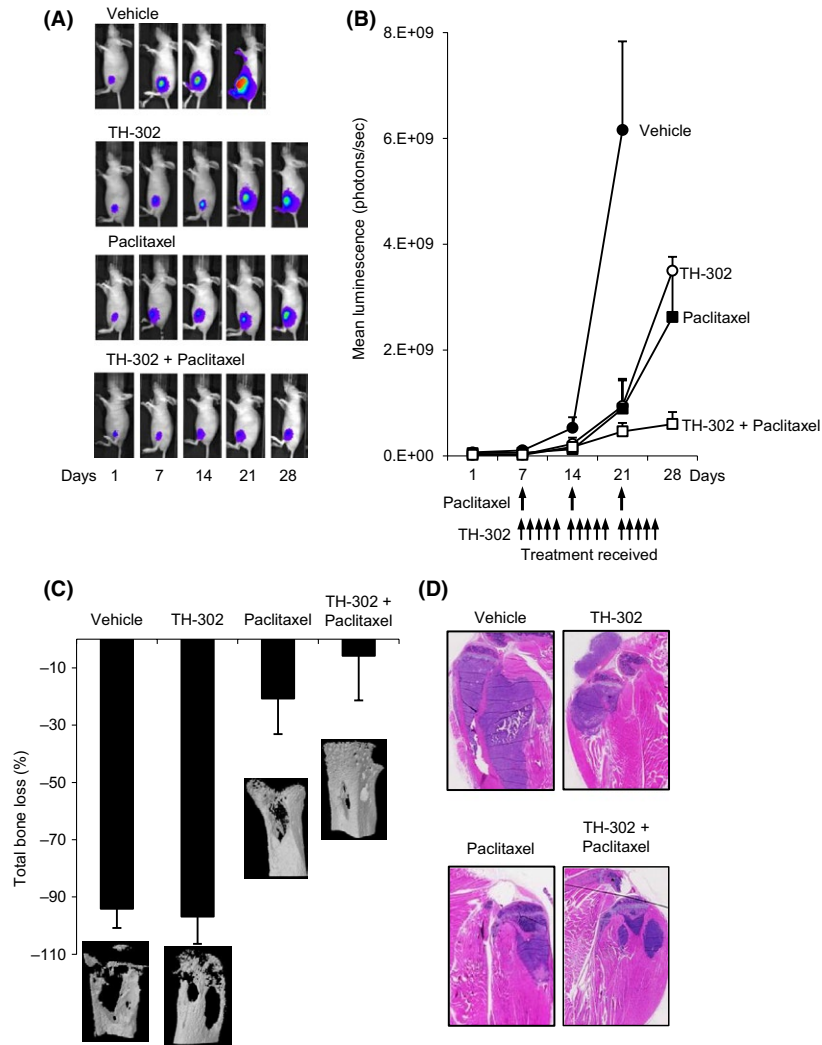 (A)
Vehicle
TH-302
Paclitaxel
TH-302 + Paclitaxel
Days 1 7 14 21 28
(B)
Mean luminescence (photons/sec)
8.E+09
6.E+09
4.E+09
2.E+09
0.E+00
Vehicle
TH-302
Paclitaxel
TH-302 + Paclitaxel
1 7 14 21 28 Days
Paclitaxel
TH-302
Treatment received
(C)
Vehicle TH-302 Paclitaxel TH-302 +
Paclitaxel
Total bone loss (%)
–10
–30
–50
–70
–90
–110
(D)
Vehicle TH-302
Paclitaxel TH-302 +
Paclitaxel